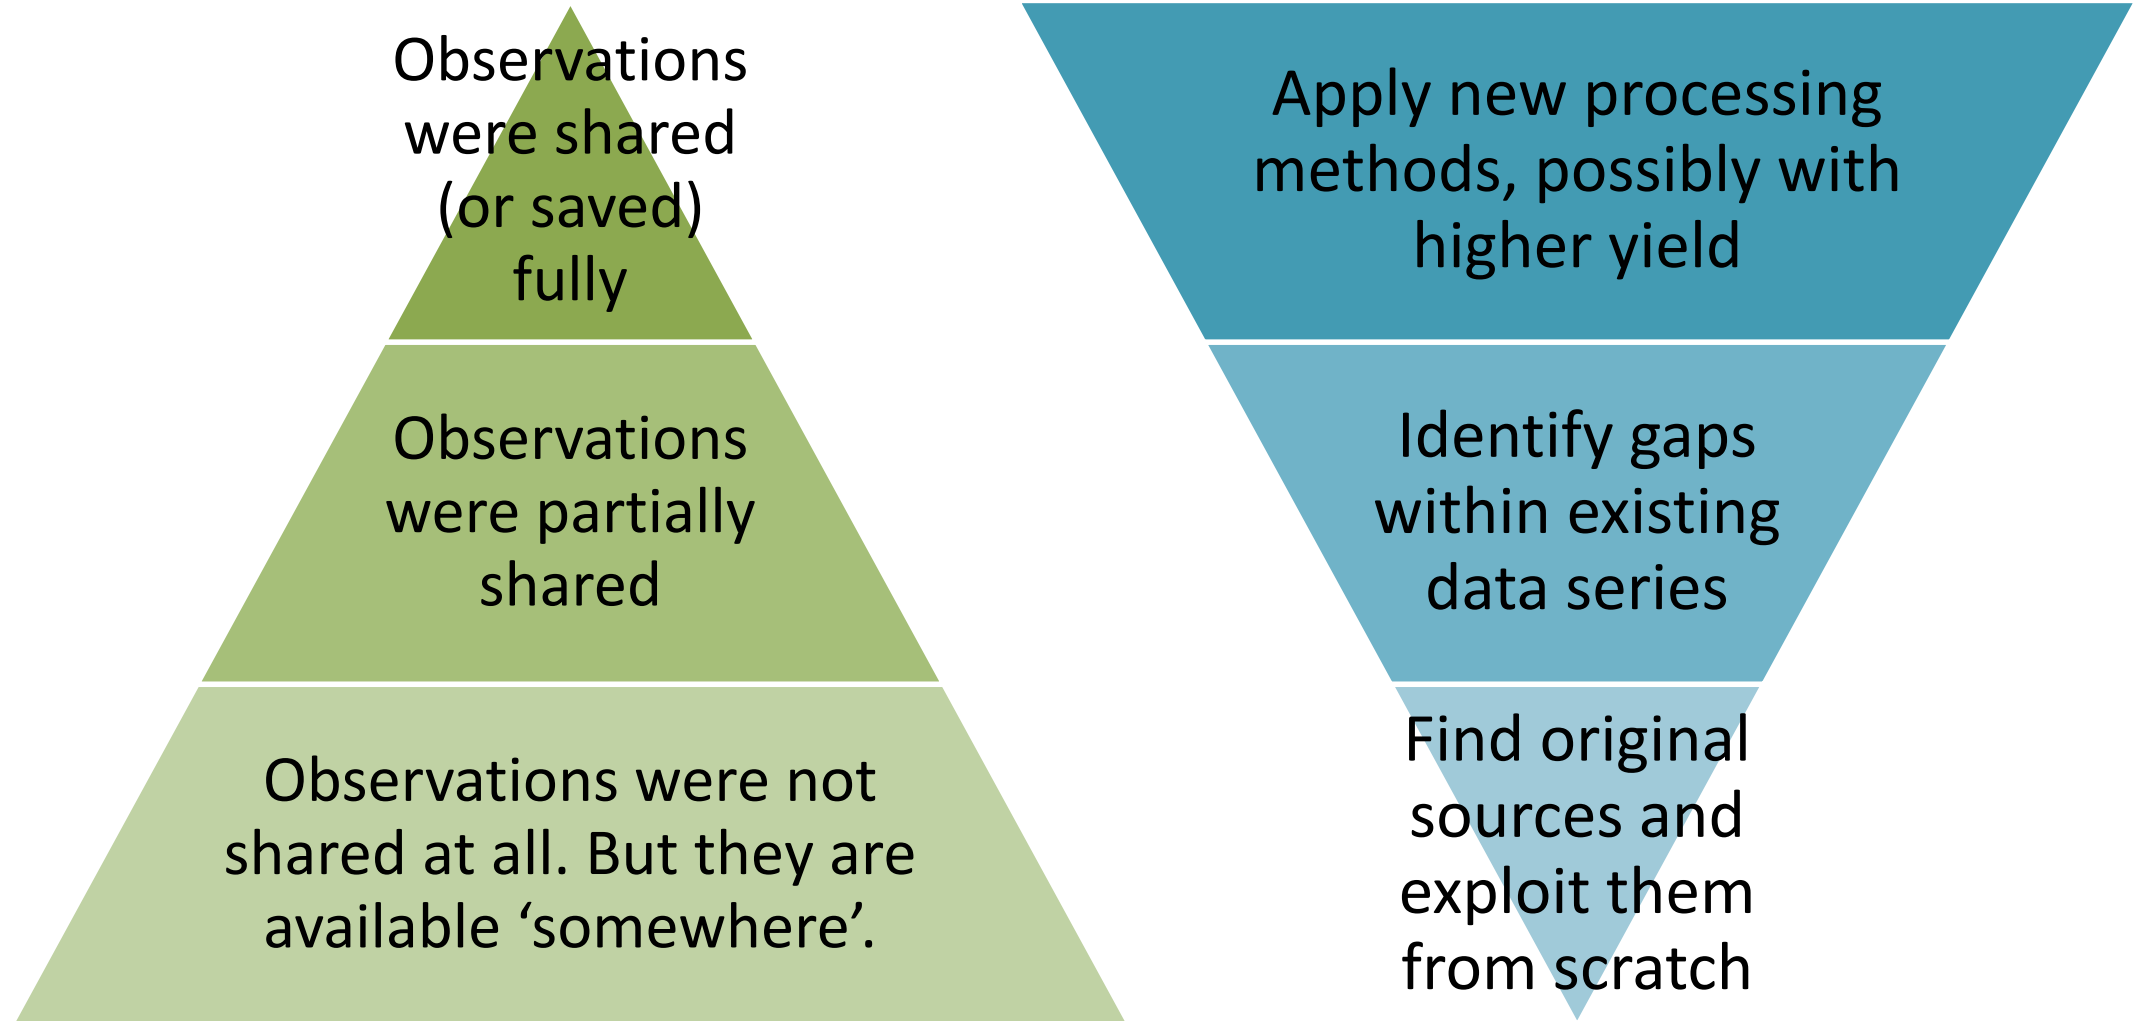 Observations
were shared
(or saved)
fully
Observations
were partially
shared
Observations were not
shared at all. But they are
available ‘somewhere’.
Apply new processing
methods, possibly with
higher yield
Identify gaps
within existing
data series
Find original
sources and
exploit them
from scratch